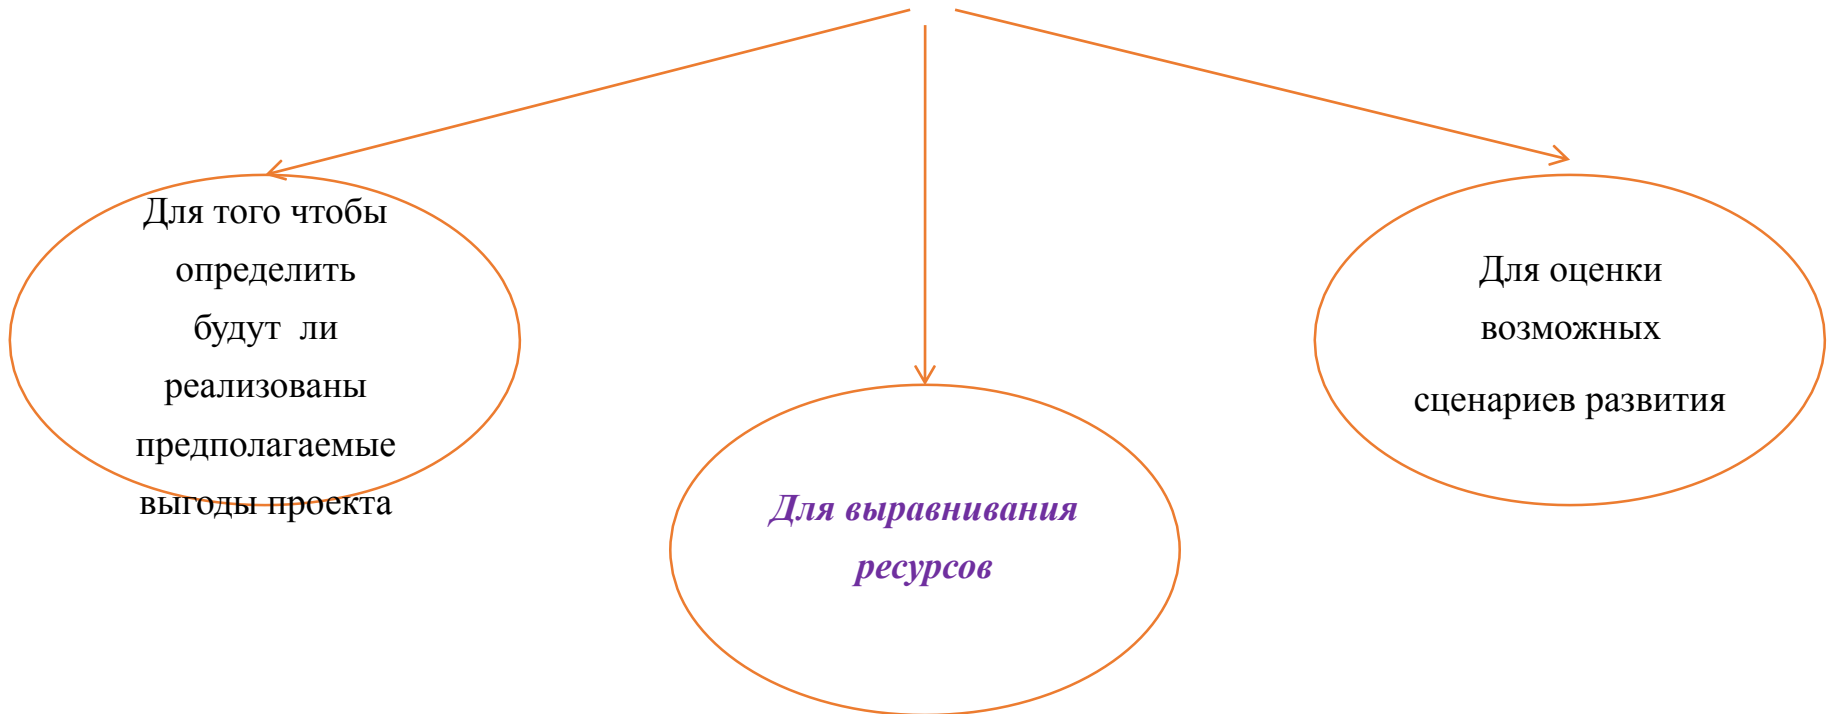 Для того чтобы
определить
будут ли
реализованы
предполагаемые
выгоды проекта
Для выравнивания
ресурсов
Для оценки
возможных
сценариев развития